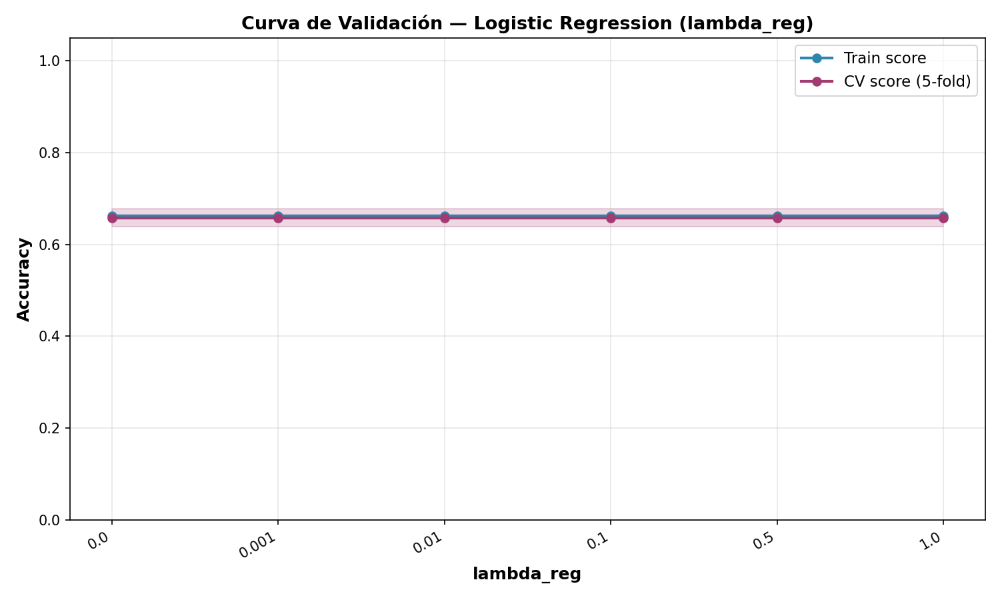 Curva de Validación — Logistic Regression (lambda_reg)
Train score
CV score (5-fold)
Accuracy
1.0
0.8
0.6
0.4
0.2
0.0
0.0
0.001
0.01
0.1
0.5
1.0
lambda_reg